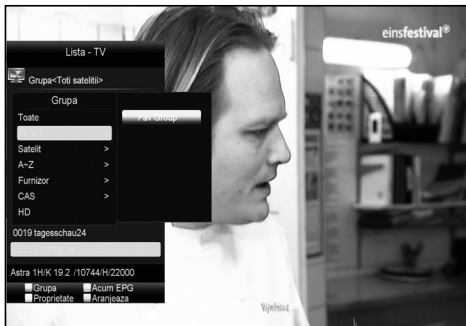 einsfestival
Lista - TV
Grupa<Toti satelitii>
Grupa
Toate
Fav Group
Satelit >
A~Z >
Furnizor >
CAS >
HD
0019 tagesschau24
Astra 1H/K 19.2 /10744/H/22000
Grupa Acum EPG
Proprietate Aranjeaza